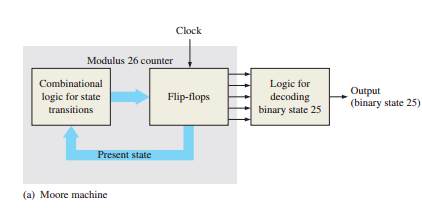 Clock
Modulus 26 counter
Combinational
logic for state
transitions
Flip-flops
Logic for
decoding
binary state 25
Output
(binary state 25)
Present state
(a) Moore machine